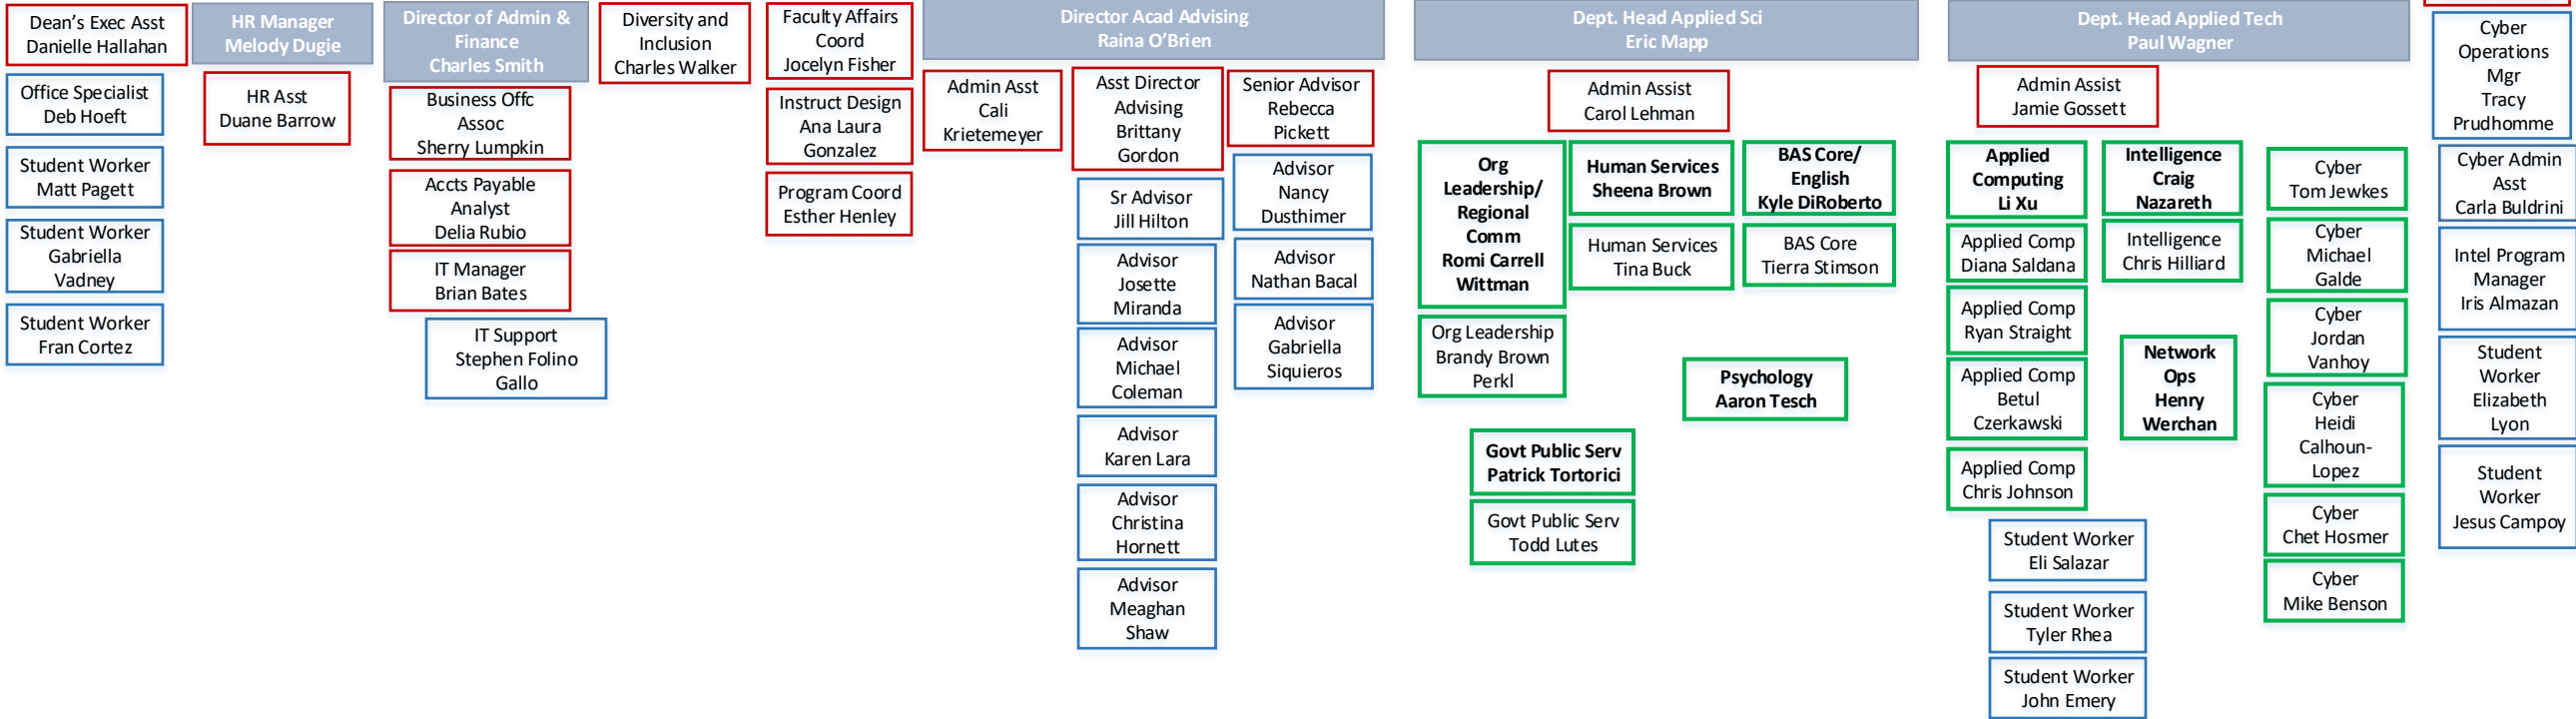 Dean's Exec Asst
Danielle Hallahan
Office Specialist
Deb Hoeft
Student Worker
Matt Pagett
Student Worker
Gabriella
Vadney
Student Worker
Fran Cortez
HR Manager
Melody Dugie
HR Asst
Duane Barrow
Director of Admin &
Finance
Charles Smith
Business Offc
Assoc
Sherry Lumpkin
Accts Payable
Analyst
Delia Rubio
IT Manager
Brian Bates
IT Support
Stephen Folino
Gallo
Diversity and
Inclusion
Charles Walker
Faculty Affairs
Coord
Jocelyn Fisher
Instruct Design
Ana Laura
Gonzalez
Program Coord
Esther Henley
Director Acad Advising
Raina O'Brien
Admin Asst
Cali
Krietemeyer
Asst Director
Advising
Brittany
Gordon
Sr Advisor
Jill Hilton
Advisor
Josette
Miranda
Advisor
Michael
Coleman
Advisor
Karen Lara
Advisor
Christina
Hornett
Advisor
Meaghan
Shaw
Senior Advisor
Rebecca
Pickett
Advisor
Nancy
Dusthimer
Advisor
Nathan Bacal
Advisor
Gabriella
Siquieros
Dept. Head Applied Sci
Eric Mapp
Admin Assist
Carol Lehman
Org
Leadership/
Regional
Comm
Romi Carrell
Wittman
Org Leadership
Brandy Brown
Perkl
Human Services
Sheena Brown
Human Services
Tina Buck
BAS Core/
English
Kyle DiRoberto
BAS Core
Tierra Stimson
Psychology
Aaron Tesch
Govt Public Serv
Patrick Tortorici
Govt Public Serv
Todd Lutes
Dept. Head Applied Tech
Paul Wagner
Admin Assist
Jamie Gossett
Applied
Computing
Li Xu
Applied Comp
Diana Saldana
Applied Comp
Ryan Straight
Applied Comp
Betul
Czerkawski
Applied Comp
Chris Johnson
Student Worker
Eli Salazar
Student Worker
Tyler Rhea
Student Worker
John Emery
Intelligence
Craig
Nazareth
Intelligence
Chris Hilliard
Network
Ops
Henry
Werchan
Cyber
Tom Jewkes
Cyber
Michael
Galde
Cyber
Jordan
Vanhoy
Cyber
Heidi
Calhoun-
Lopez
Cyber
Chet Hosmer
Cyber
Mike Benson
Cyber
Operations
Mgr
Tracy
Prudhomme
Cyber Admin
Asst
Carla Buldrini
Intel Program
Manager
Iris Almazan
Student
Worker
Elizabeth
Lyon
Student
Worker
Jesus Campoy